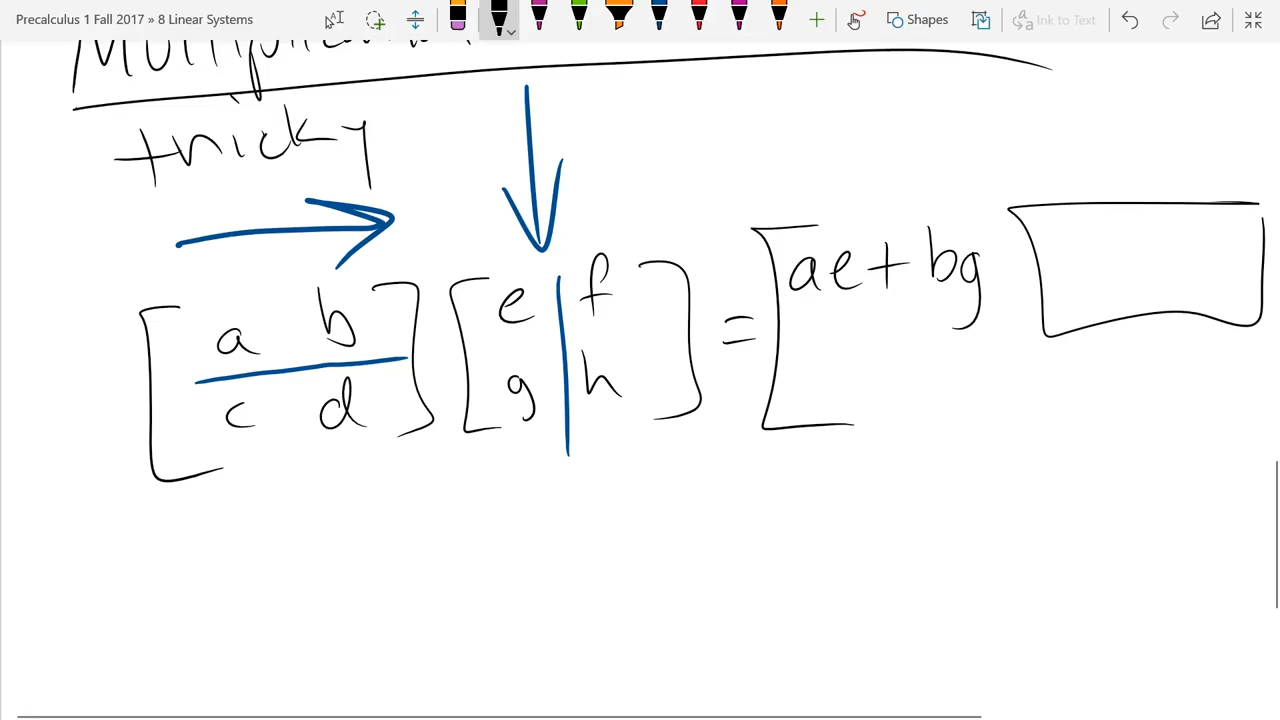 Precalculus 1 Fall 2017 » 8 Linear Systems
Shapes
Ink to Text
tricky
[a b] [e | f] = [ae + bg
[c d] [g | h]